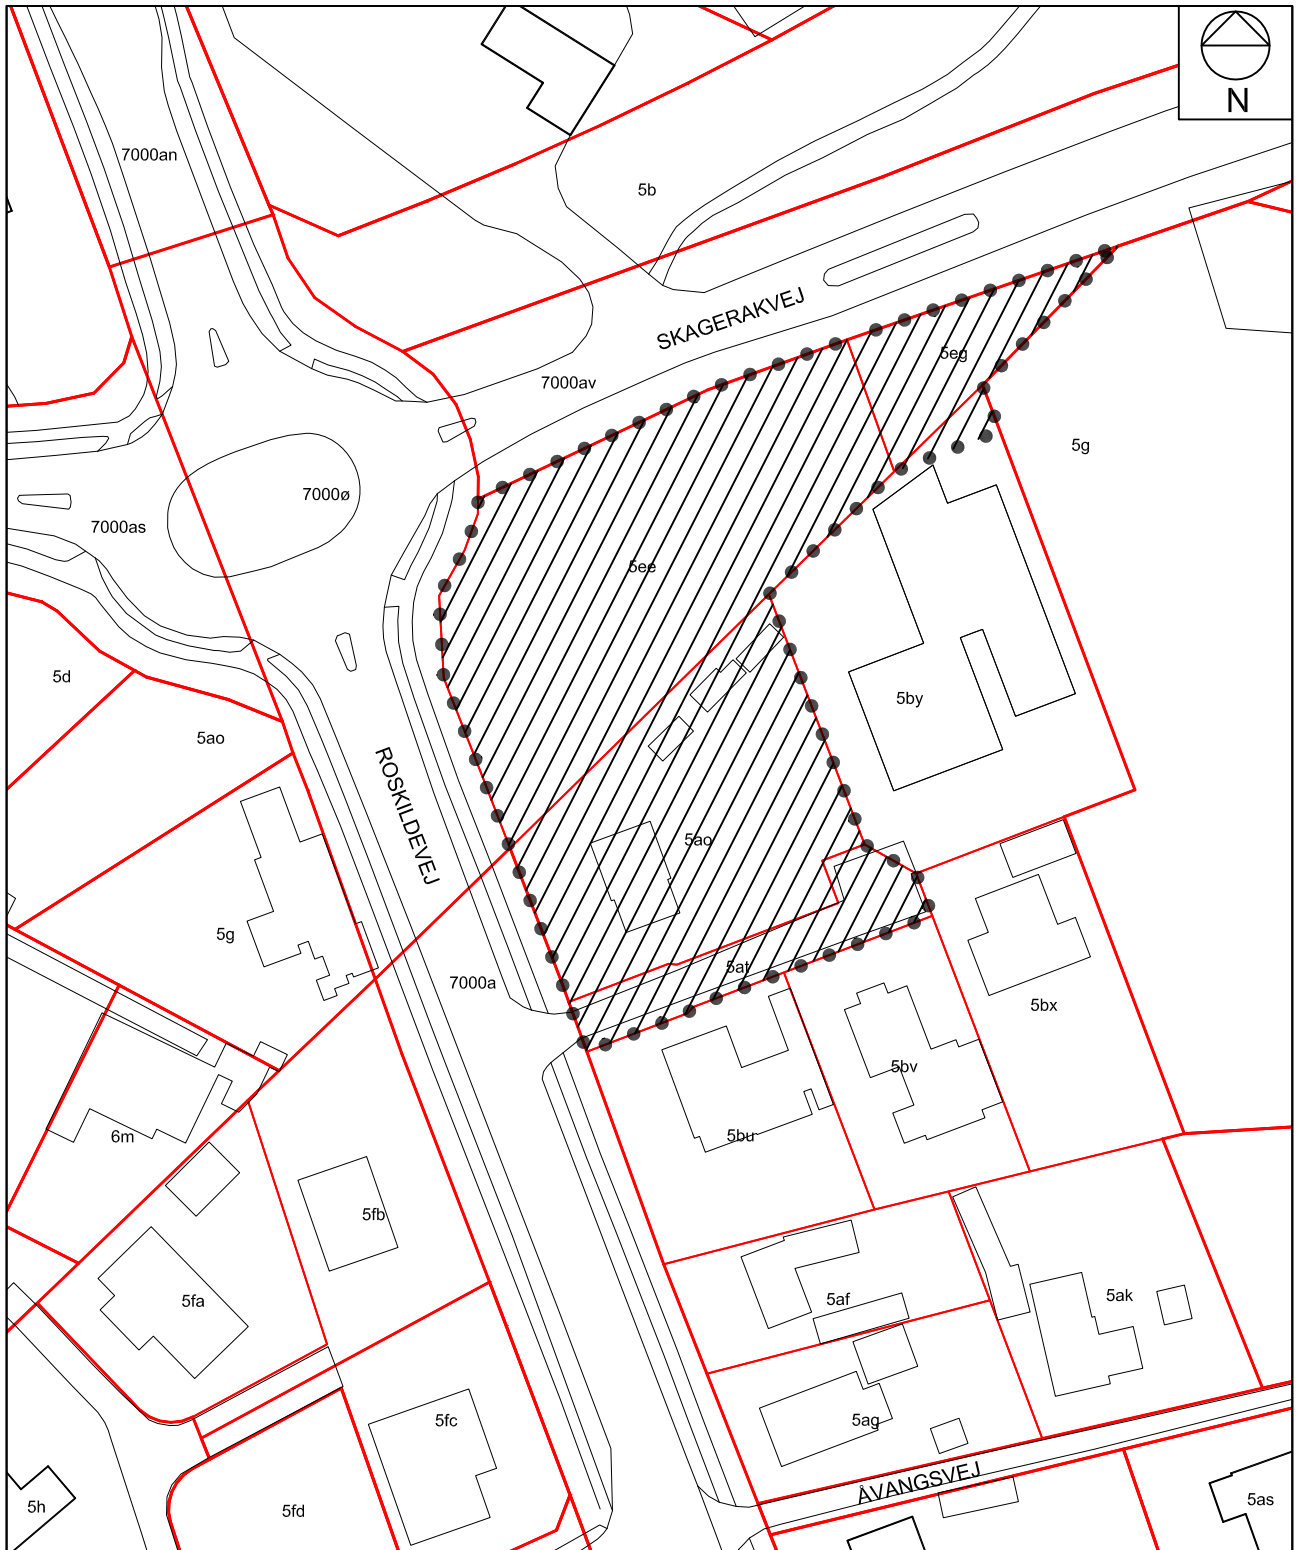 N
7000an
5b
SKAGERAKVEJ
5eg
7000av
5g
7000ø
7000as
5ee
5d
5by
5ao
ROSKILDEVEJ
5ao
5g
5at
7000a
5bx
5bv
6m
5bu
5fb
5fa
5af
5ak
5fc
5ag
ÅVANGSVEJ
5h
5fd
5as